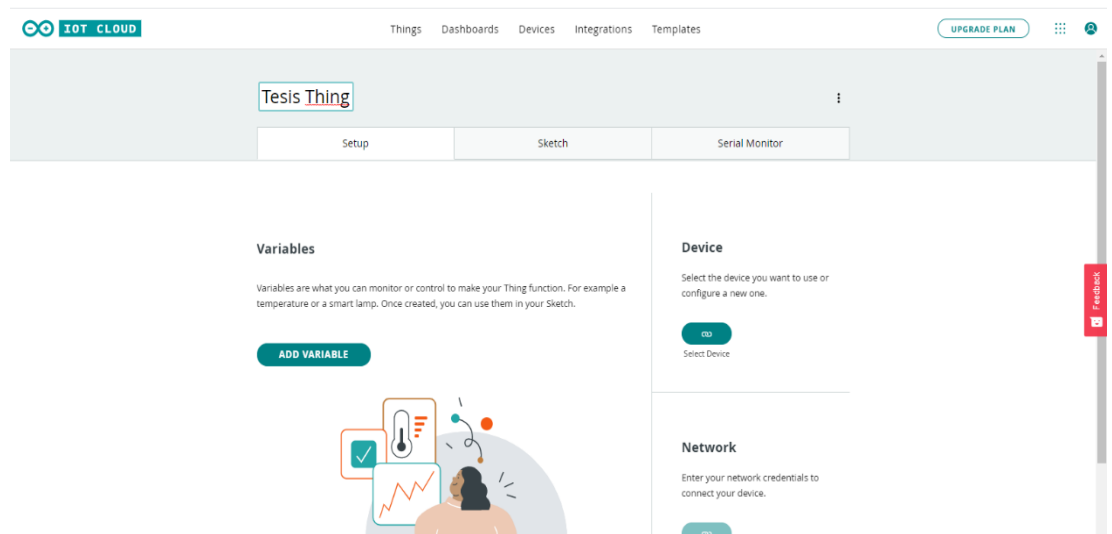 IOT CLOUD
Things Dashboards Devices Integrations Templates
UPGRADE PLAN
Tesis Thing
Setup Sketch Serial Monitor
Variables
Variables are what you can monitor or control to make your Thing function. For example a
temperature or a smart lamp. Once created, you can use them in your Sketch.
ADD VARIABLE
Device
Select the device you want to use or
configure a new one.
Select Device
Network
Enter your network credentials to
connect your device.
Feedback